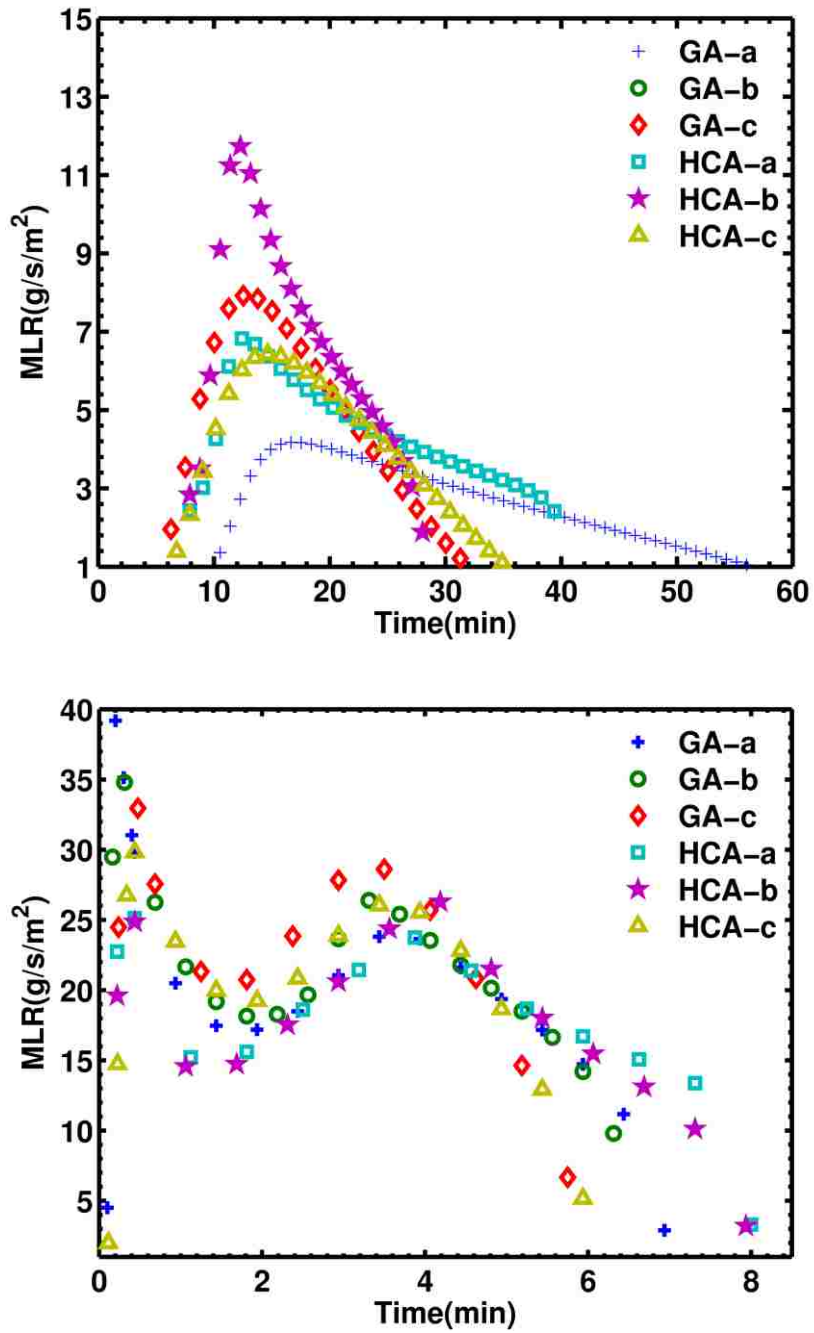 15
13
11
9
7
5
3
1
MLR(g/s/m²)
GA−a
GA−b
GA−c
HCA−a
HCA−b
HCA−c
0 10 20 30 40 50 60
Time(min)
40
35
30
25
20
15
10
5
MLR(g/s/m²)
GA−a
GA−b
GA−c
HCA−a
HCA−b
HCA−c
0 2 4 6 8
Time(min)